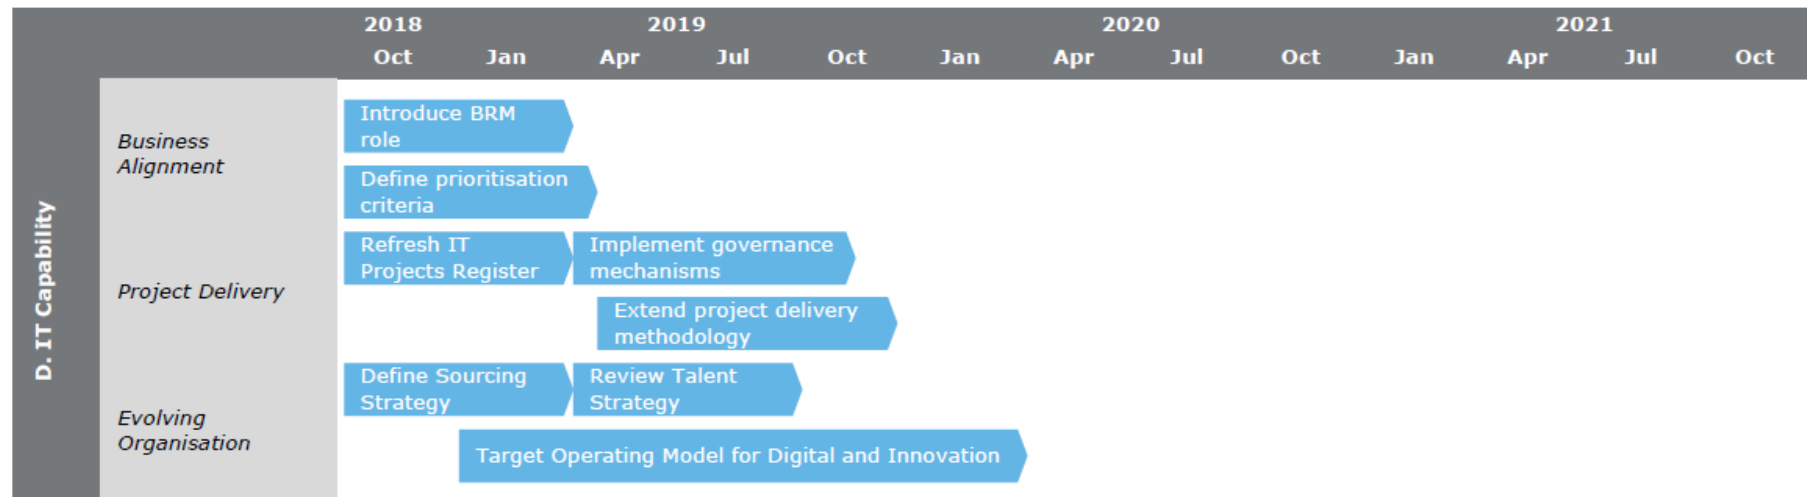 2018 2019 2020 2021
Oct Jan Apr Jul Oct Jan Apr Jul Oct Jan Apr Jul Oct
D. IT Capability
Business
Alignment
Introduce BRM
role
Define prioritisation
criteria
Project Delivery
Refresh IT
Projects Register
Implement governance
mechanisms
Extend project delivery
methodology
Evolving
Organisation
Define Sourcing
Strategy
Review Talent
Strategy
Target Operating Model for Digital and Innovation